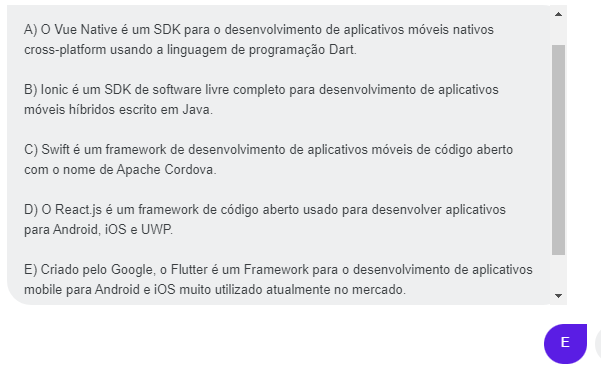 A) O Vue Native é um SDK para o desenvolvimento de aplicativos móveis nativos
cross-platform usando a linguagem de programação Dart.
B) Ionic é um SDK de software livre completo para desenvolvimento de aplicativos
móveis híbridos escrito em Java.
C) Swift é um framework de desenvolvimento de aplicativos móveis de código aberto
com o nome de Apache Cordova.
D) O React.js é um framework de código aberto usado para desenvolver aplicativos
para Android, iOS e UWP.
E) Criado pelo Google, o Flutter é um Framework para o desenvolvimento de aplicativos
mobile para Android e iOS muito utilizado atualmente no mercado.
E